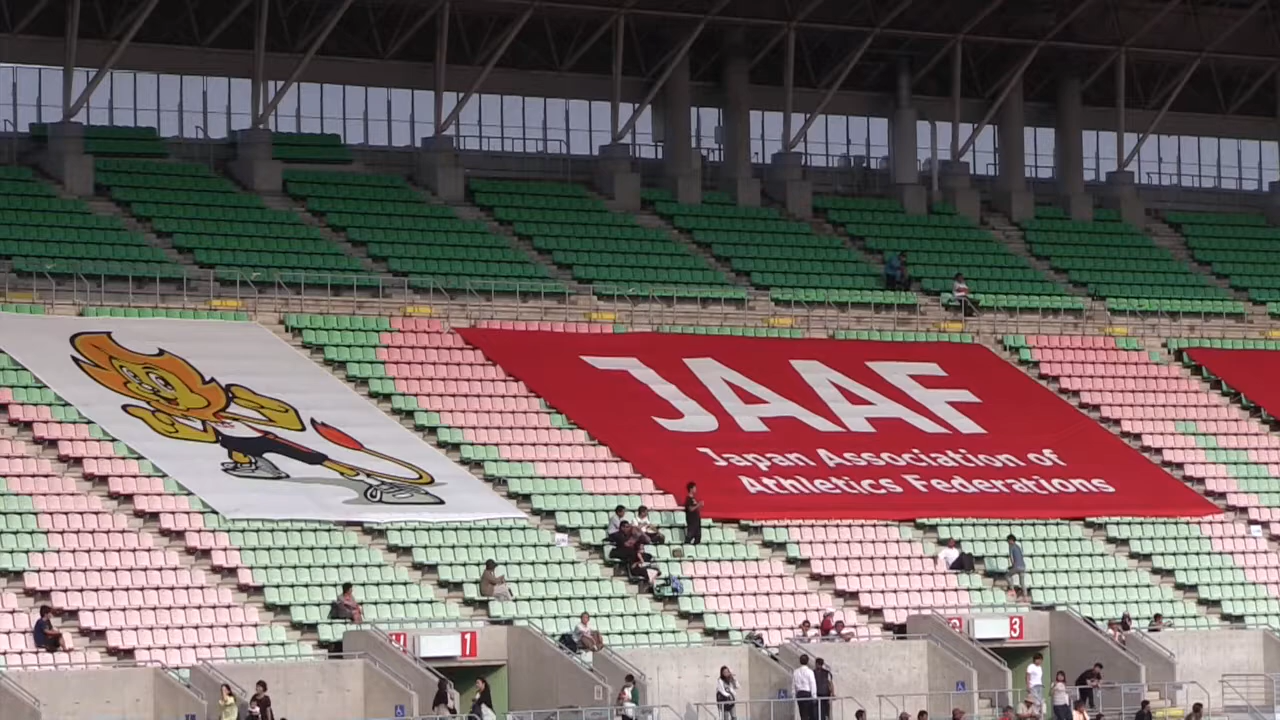 JAAF
Japan Association of
Athletics Federations
1
3